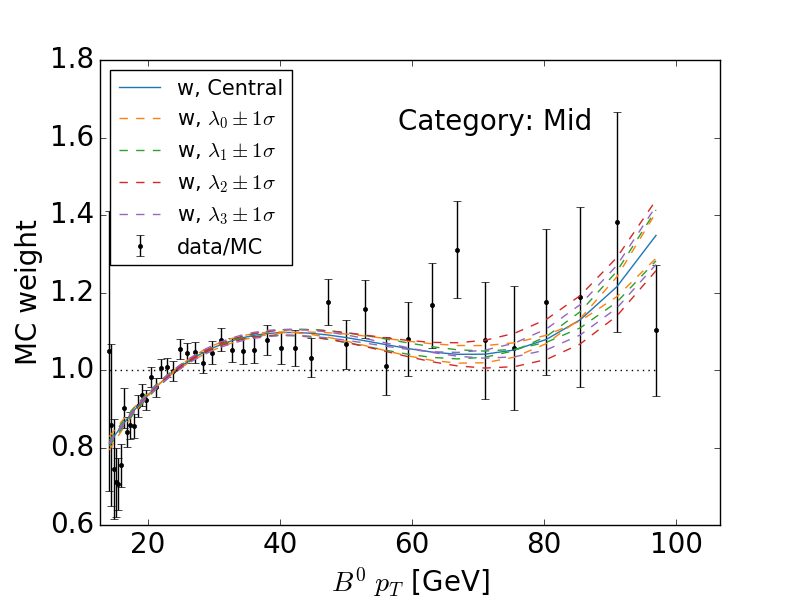 w, Central
w, λ₀ ± 1σ
w, λ₁ ± 1σ
w, λ₂ ± 1σ
w, λ₃ ± 1σ
data/MC
Category: Mid
MC weight
1.8
1.6
1.4
1.2
1.0
0.8
0.6
20 40 60 80 100
B⁰ p_T [GeV]